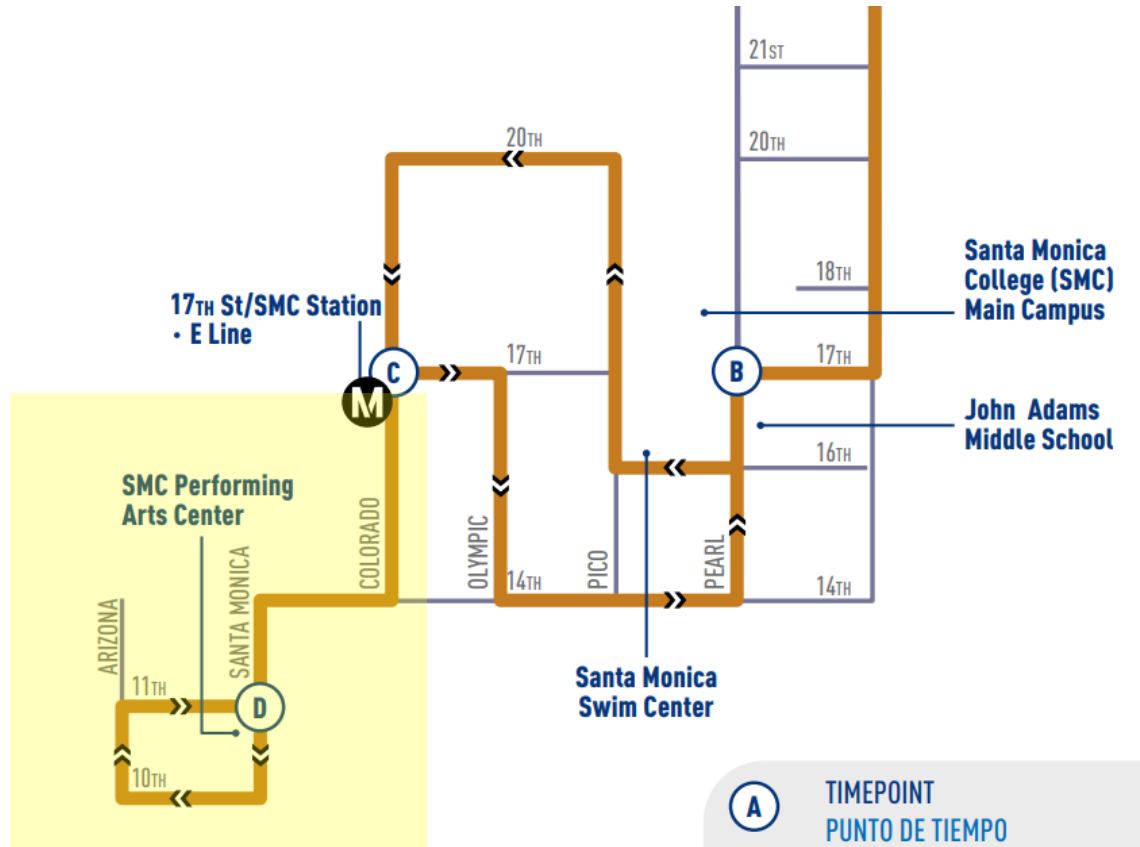 21ST
20TH
20TH
18TH
Santa Monica
College (SMC)
Main Campus
17TH St/SMC Station
· E Line
17TH
17TH
C
B
M
John Adams
Middle School
16TH
SMC Performing
Arts Center
COLORADO
OLYMPIC
PICO
PEARL
14TH
14TH
ARIZONA
SANTA MONICA
11TH
D
10TH
Santa Monica
Swim Center
A
TIMEPOINT
PUNTO DE TIEMPO